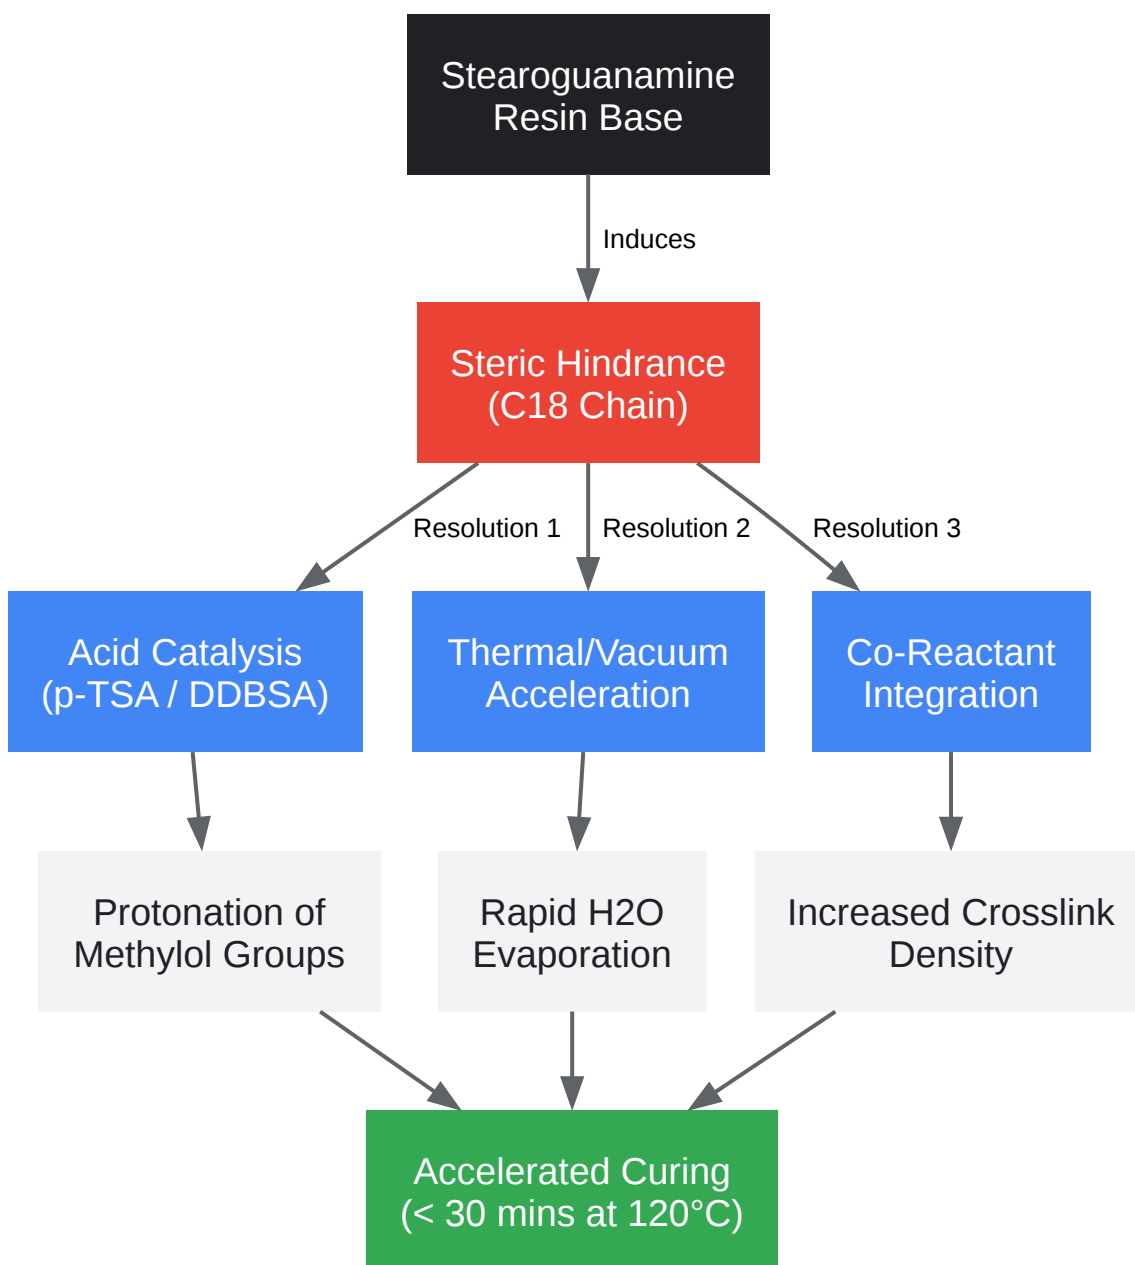 Stearoguanamine
Resin Base
Induces
Steric Hindrance
(C18 Chain)
Resolution 1
Resolution 2
Resolution 3
Acid Catalysis
(p-TSA / DDBSA)
Thermal/Vacuum
Acceleration
Co-Reactant
Integration
Protonation of
Methylol Groups
Rapid H2O
Evaporation
Increased Crosslink
Density
Accelerated Curing
(< 30 mins at 120°C)